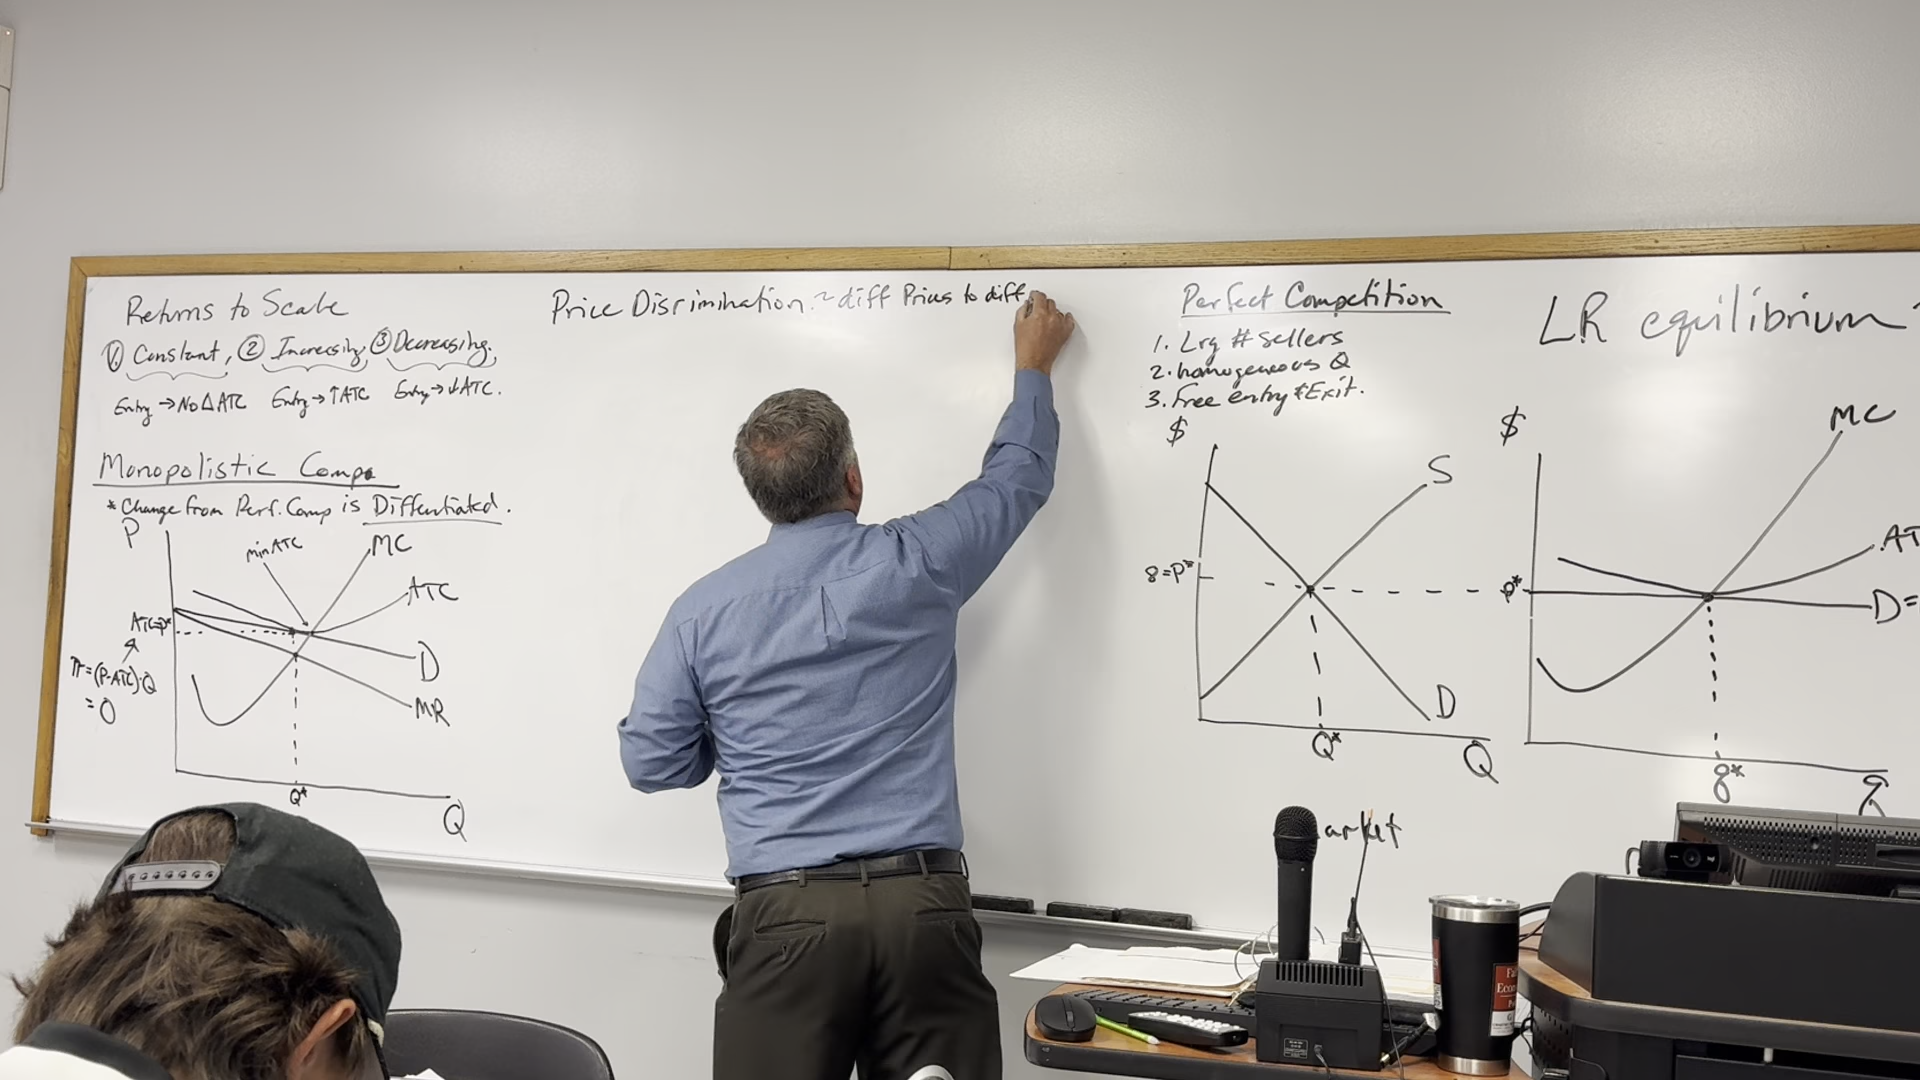 Returns to Scale
① Constant, ② Increasing, ③ Decreasing.
Entry → No Δ ATC Entry → ↑ ATC Entry → ↓ ATC.
Monopolistic Comp.
* Change from Perf. Comp is Differentiated.
P
min ATC
MC
ATC
ATC=P*
π=(P-ATC)·Q
= 0
D
MR
Q*
Q
Price Discrimination ~ diff Prices to diff
Perfect Competition
1. Lrg # Sellers
2. homogeneous Q
3. Free entry & Exit.
$
S
8=P*
D
Q*
Q
arket
LR equilibrium
$
MC
AT
P*
D=
q*
q